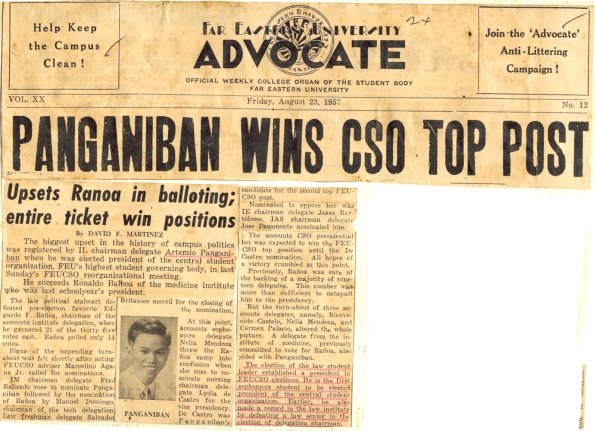 Help Keep
the Campus
Clean !
FAR EASTERN UNIVERSITY
ADVOCATE
OFFICIAL WEEKLY COLLEGE ORGAN OF THE STUDENT BODY
FAR EASTERN UNIVERSITY
24
Join the 'Advocate'
Anti-Littering
Campaign !
VOL. XX
Friday, August 23, 1957
No. 12
PANGANIBAN WINS CSO TOP POST
Upsets Ranoa in balloting;
entire ticket win positions
By DAVID F. MARTINEZ
The biggest upset in the history of campus politics
was registered by IL chairman delegate Artemio Pangani-
ban when he was elected president of the central student
organization, FEU's highest student governing body, in last
Sunday's FEUCSO reorganizational meeting.
He succeeds Ronaldo Balboa of the medicine institute
who was last schoolyear's president.
The law political stalwart de-
feated pre-election favorite Ed-
gardo F. Rañoa, chairman of the
accounts institute delegation, when
he garnered 21 of the thirty five
votes cast. Rañoa polled only 14
votes.
Signs of the impending turn-
about was felt shortly after acting
FEUCSO adviser Marcelino Aga-
na Jr. called for nominations.
IM chairman delegate Fred
Balizado rose to nominate Panga-
niban followed by the nomination
of Rañoa by Manuel Domingo,
chairman of the tech delegation.
Law freshman delegate Salvador
Britanico moved for the closing of
the nomination.
At this point,
accounts sopho-
more delegate
Nelia Mendoza
threw the Ra-
ñoa camp into
confusion when
she rose to no-
minate nursing
chairman dele-
gate Lydia de
Castro for the
vice presidency.
De Castro was
Panganiban's
PANGANIBAN
candidate for the second top FEU-
CSO post.
Nominated to oppose her was
IE chairman delegate Jesus Bar-
tolome. IAS chairman delegate
Jose Pasamonte nominated him.
The accounts CSO presidential
bet was expected to win the FEU-
CSO top position until the De
Castro nomination. All hopes of
a victory crumbled at this point.
Previously, Rañoa was sure of
the backing of a majority of nine-
teen delegates. This number was
more than sufficient to catapult
him to the presidency.
But the turn-about of three ac-
counts delegates, namely, Bien-
venido Castelo, Nelia Mendoza, and
Carmen Palacio, altered the whole
picture. A delegate from the in-
stitute of medicine, previously
committed to vote for Rañoa, also
sided with Panganiban.
The election of the law student
leader established a precedent in
FEUCSO elections. He is the first
sophomore student to be elected
president of the central student
organization. Earlier, he also
made a record in the law institute
by defeating a law senior in the
election of delegation chairman.